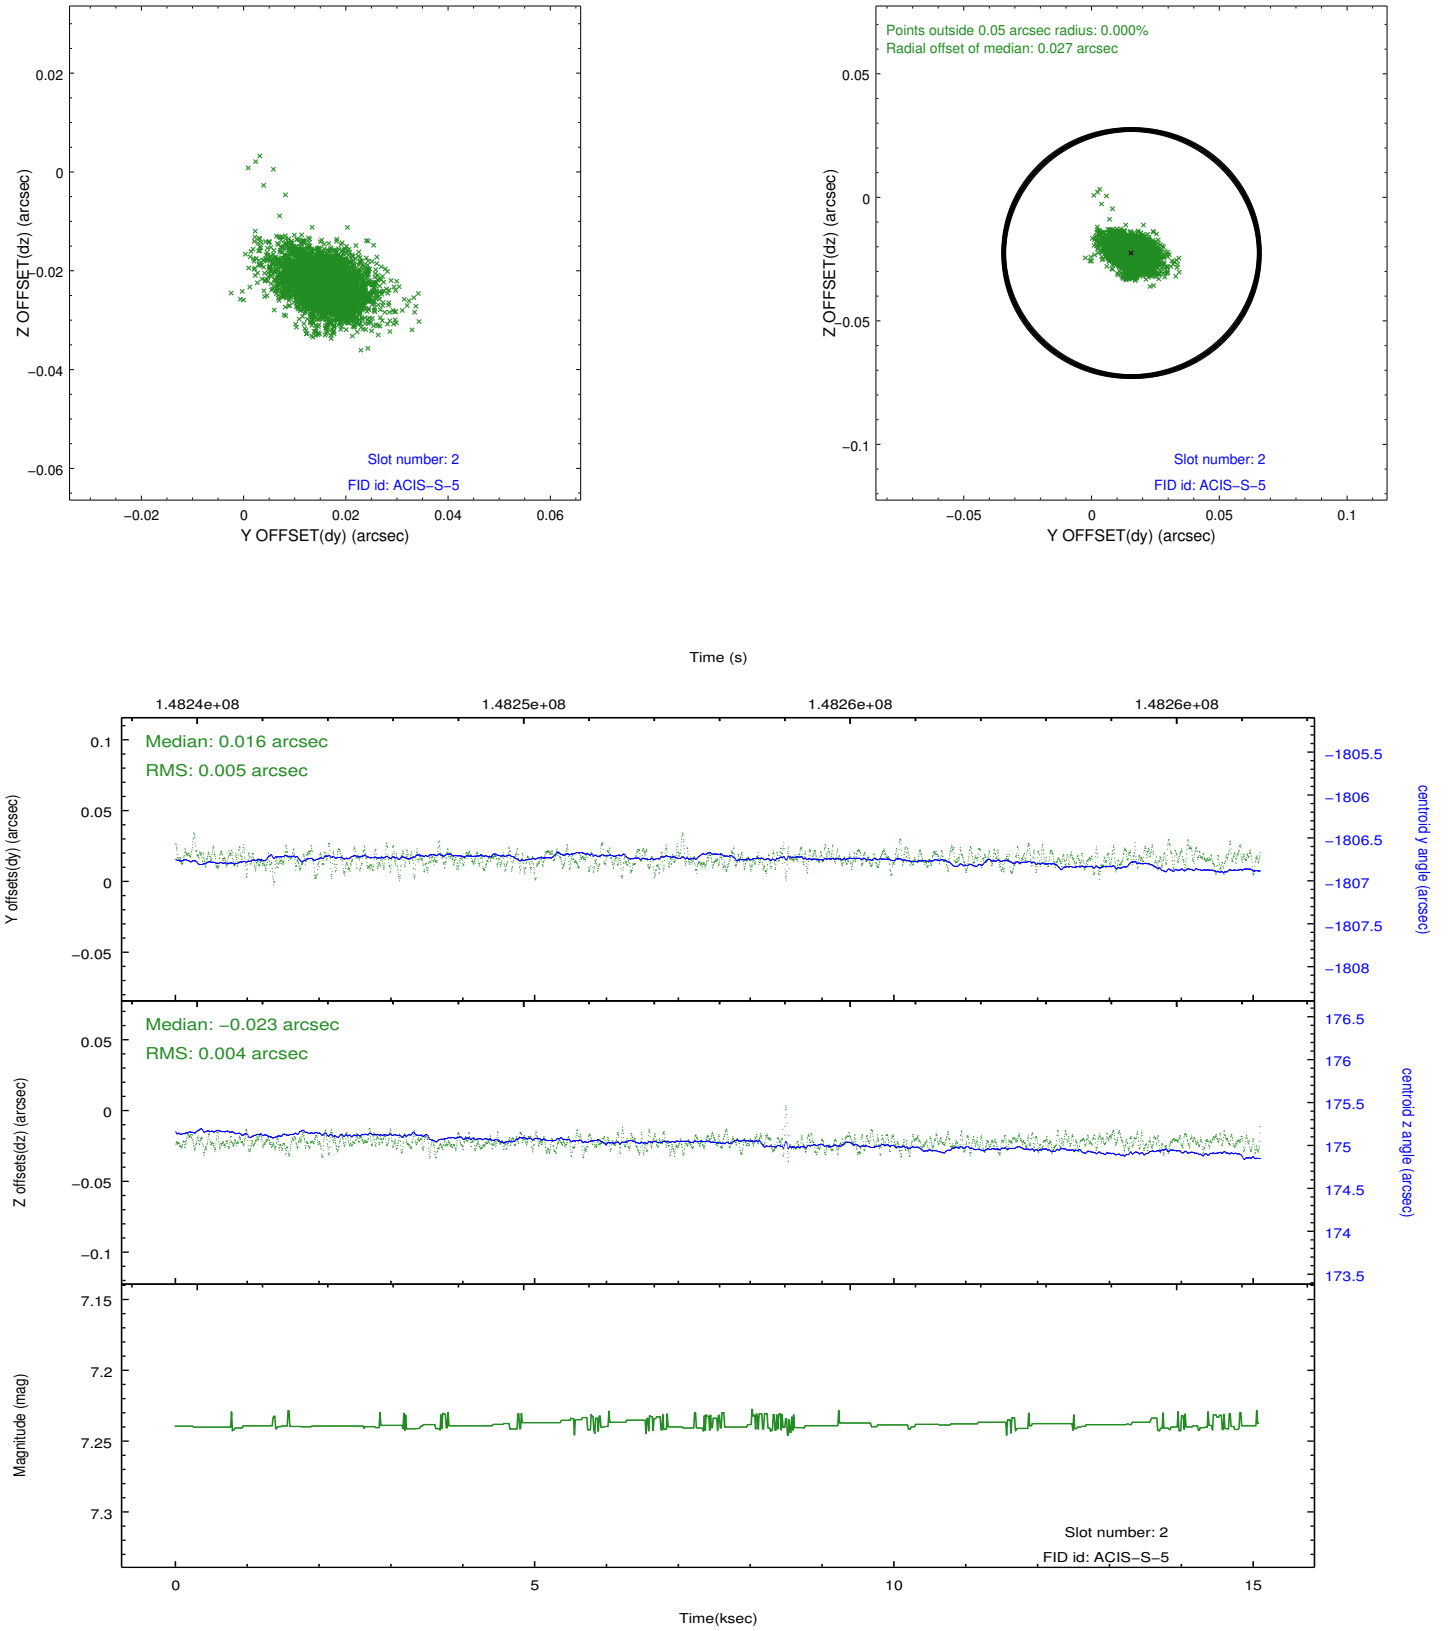 0.02
0
−0.02
−0.04
−0.06
Z OFFSET(dz) (arcsec)
Slot number: 2
FID id: ACIS−S−5
−0.02
0
0.02
0.04
0.06
Y OFFSET(dy) (arcsec)
Points outside 0.05 arcsec radius: 0.000%
Radial offset of median: 0.027 arcsec
0.05
0
−0.05
−0.1
Z OFFSET(dz) (arcsec)
Slot number: 2
FID id: ACIS−S−5
−0.05
0
0.05
0.1
Y OFFSET(dy) (arcsec)
Time (s)
1.4824e+08
1.4825e+08
1.4826e+08
1.4826e+08
Median: 0.016 arcsec
RMS: 0.005 arcsec
0.1
0.05
0
−0.05
Y offsets(dy) (arcsec)
−1805.5
−1806
−1806.5
−1807
−1807.5
−1808
centroid y angle (arcsec)
Median: −0.023 arcsec
RMS: 0.004 arcsec
0.05
0
−0.05
−0.1
Z offsets(dz) (arcsec)
176.5
176
175.5
175
174.5
174
173.5
centroid z angle (arcsec)
7.15
7.2
7.25
7.3
Magnitude (mag)
Slot number: 2
FID id: ACIS−S−5
0
5
10
15
Time(ksec)